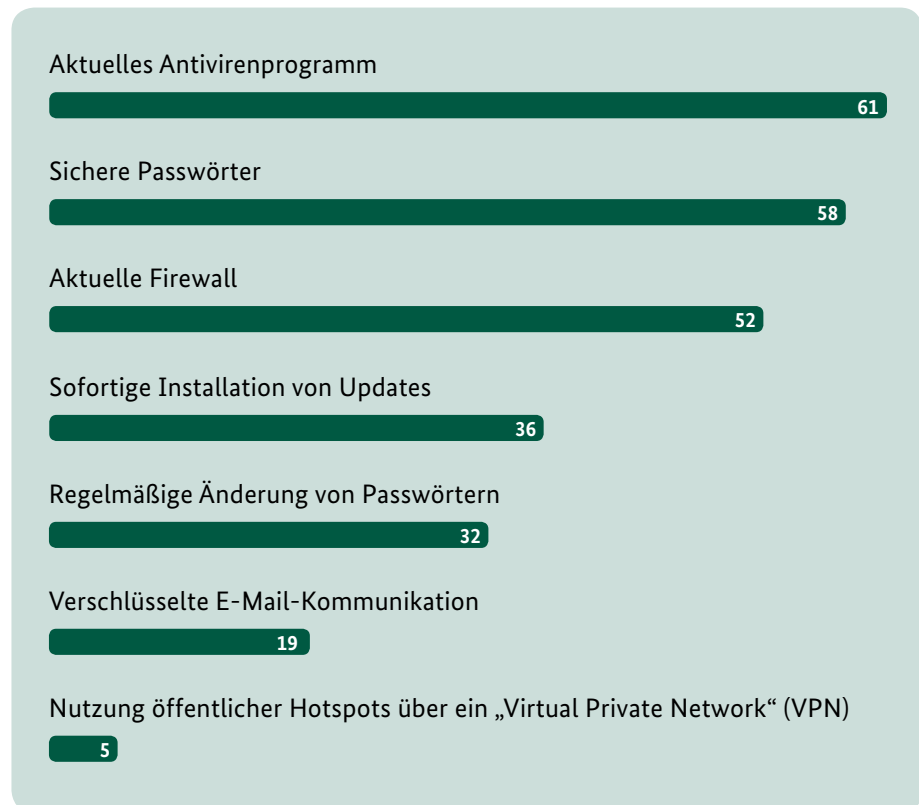 Aktuelles Antivirenprogramm
61
Sichere Passwörter
58
Aktuelle Firewall
52
Sofortige Installation von Updates
36
Regelmäßige Änderung von Passwörtern
32
Verschlüsselte E-Mail-Kommunikation
19
Nutzung öffentlicher Hotspots über ein „Virtual Private Network“ (VPN)
5